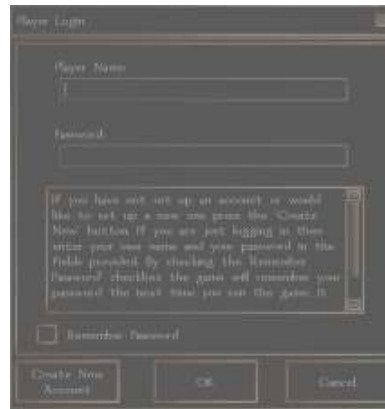 Player Login
Player Name:
Password:
If you have not set up an account or would
like to set up a new one press the 'Create
New' button. If you are just logging in then
enter your user name and your password in the
fields provided. By checking the 'Remember
Password' checkbox the game will remember your
password the next time you run the game. If
Remember Password
Create New
Account
OK
Cancel